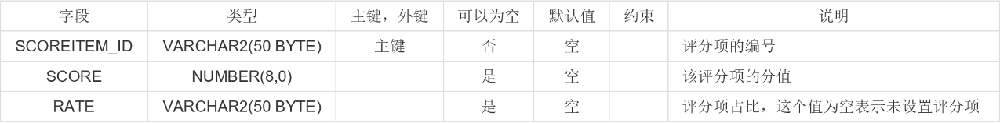 字段 类型 主键，外键 可以为空 默认值 约束 说明
SCOREITEM_ID VARCHAR2(50 BYTE) 主键 否 空 评分项的编号
SCORE NUMBER(8,0) 是 空 该评分项的分值
RATE VARCHAR2(50 BYTE) 是 空 评分项占比，这个值为空表示未设置评分项